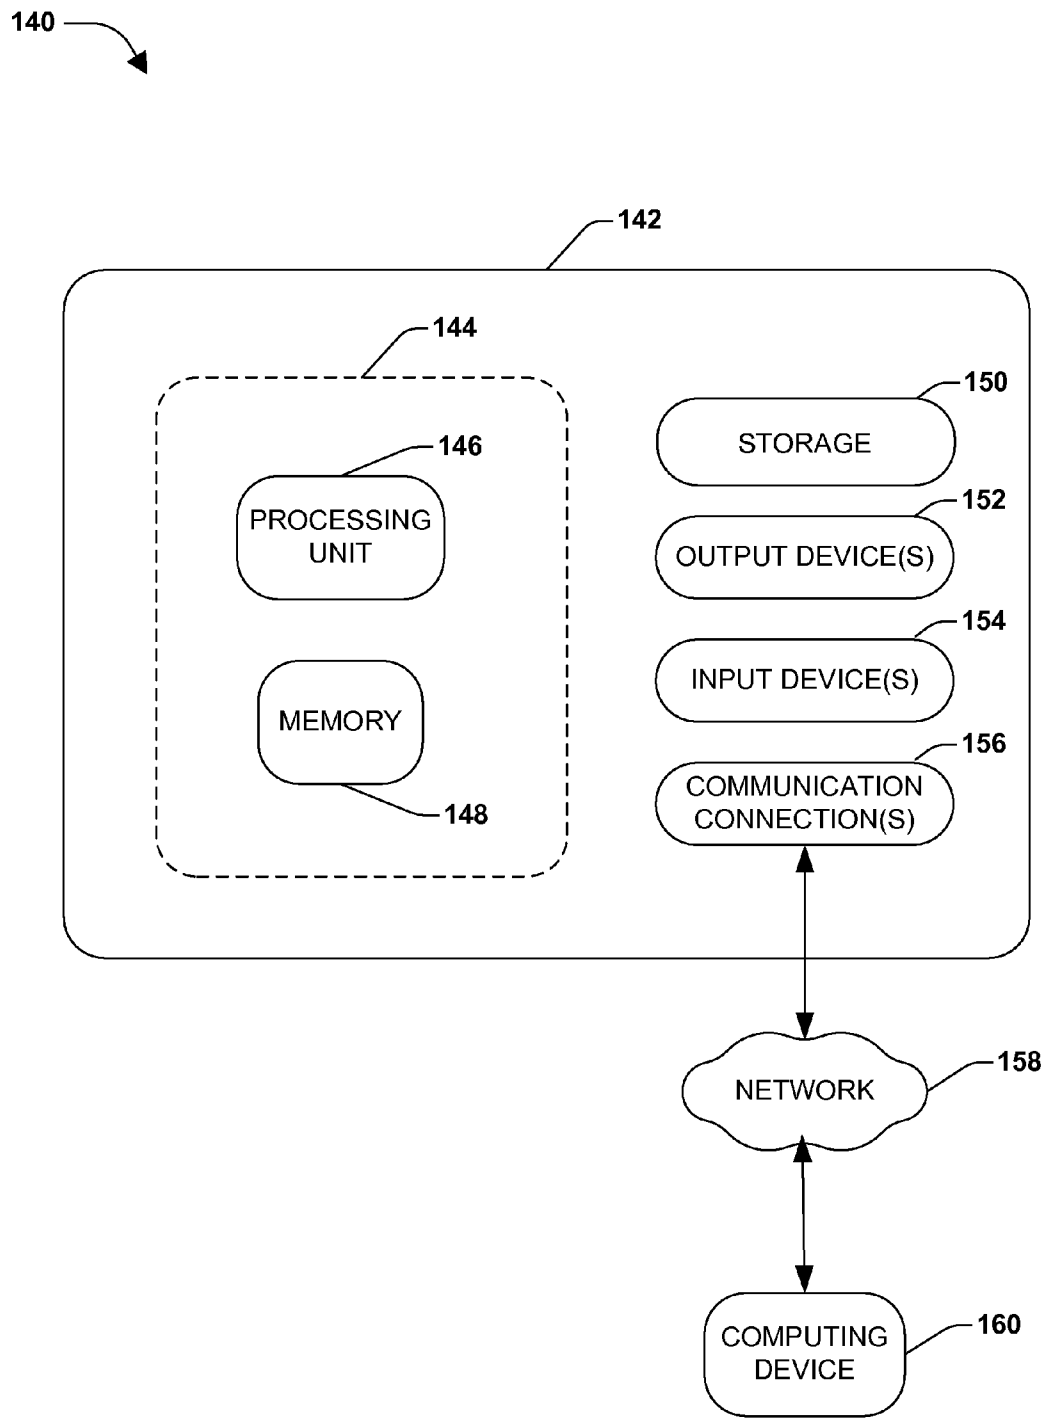 140
142
144
150
146
STORAGE
152
PROCESSING
UNIT
OUTPUT DEVICE(S)
154
INPUT DEVICE(S)
MEMORY
156
COMMUNICATION
CONNECTION(S)
148
158
NETWORK
160
COMPUTING
DEVICE